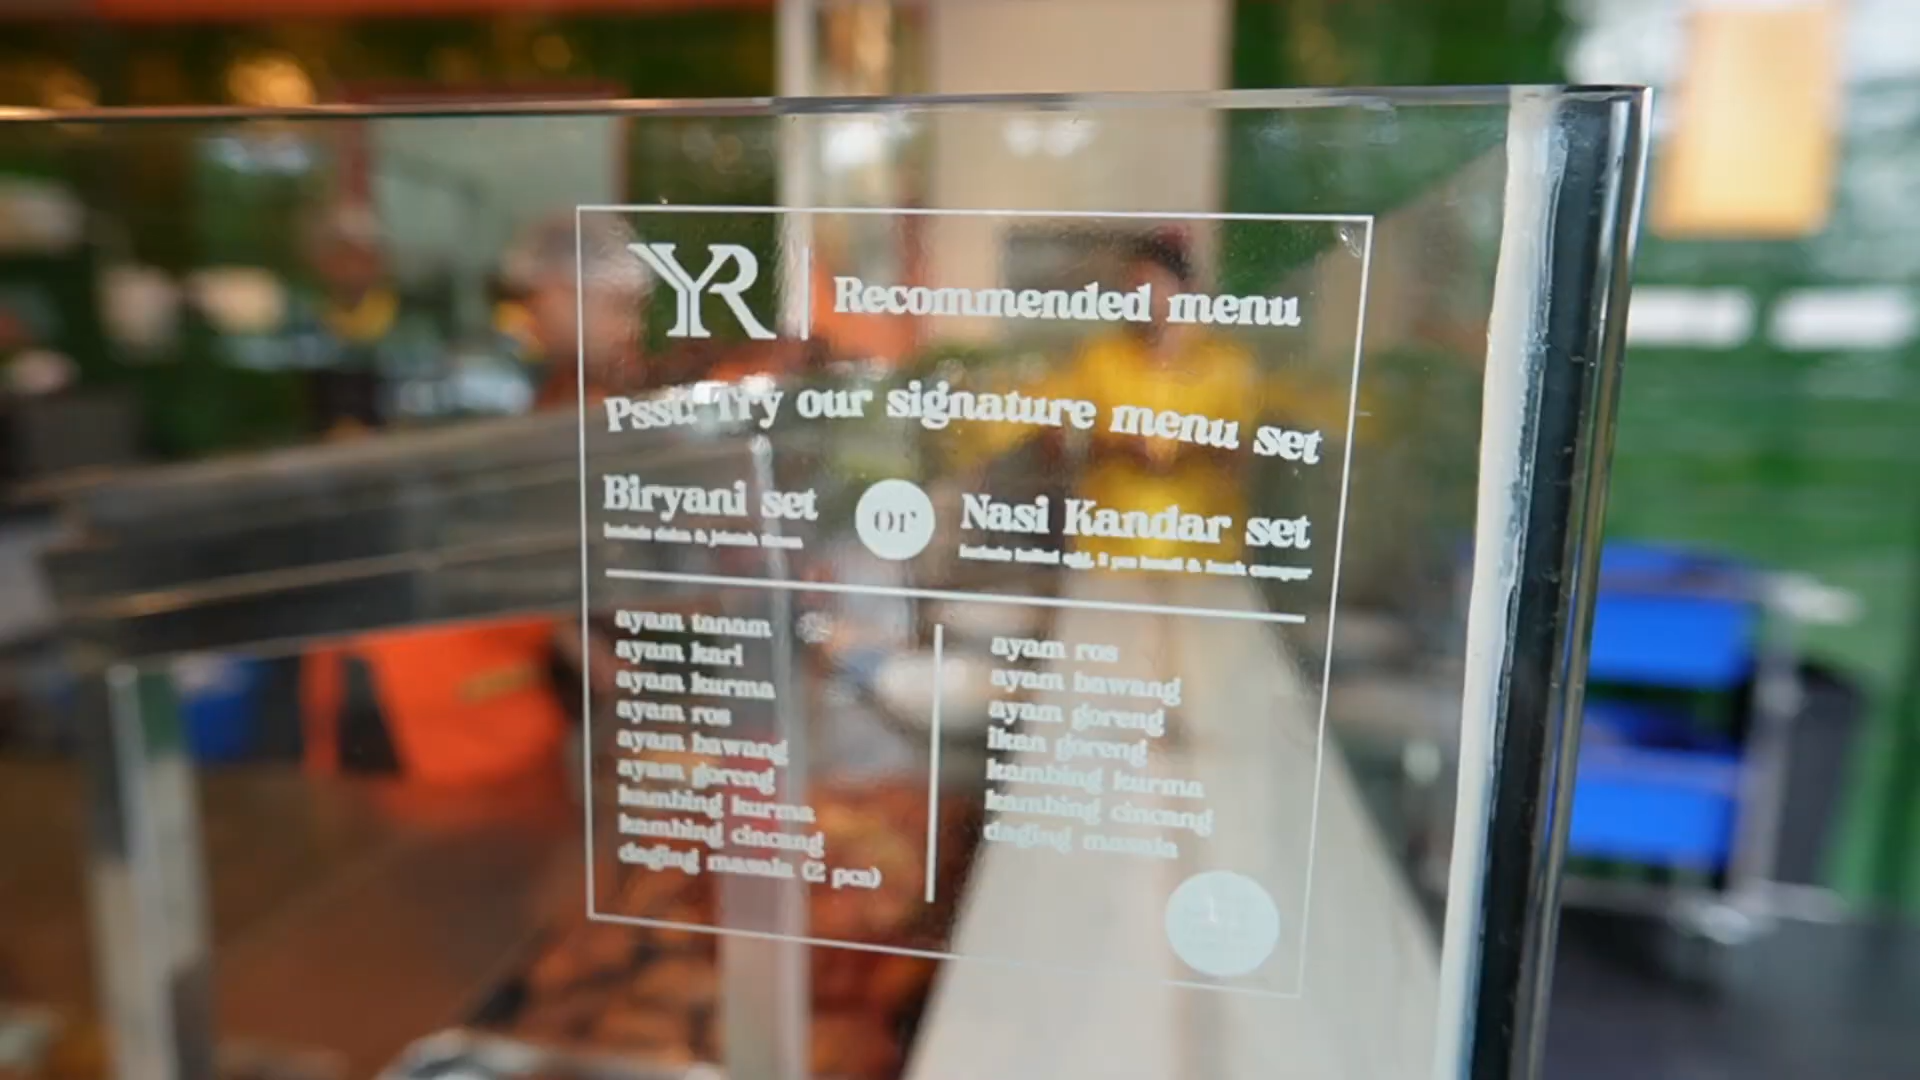 YR | Recommended menu
Psst! Try our signature menu set
Biryani set
or
Nasi Kandar set
ayam tanam
ayam kari
ayam kurma
ayam ros
ayam bawang
ayam goreng
kambing kurma
kambing cincang
daging masala (2 pcs)
ayam ros
ayam bawang
ayam goreng
ikan goreng
kambing kurma
kambing cincang
daging masala